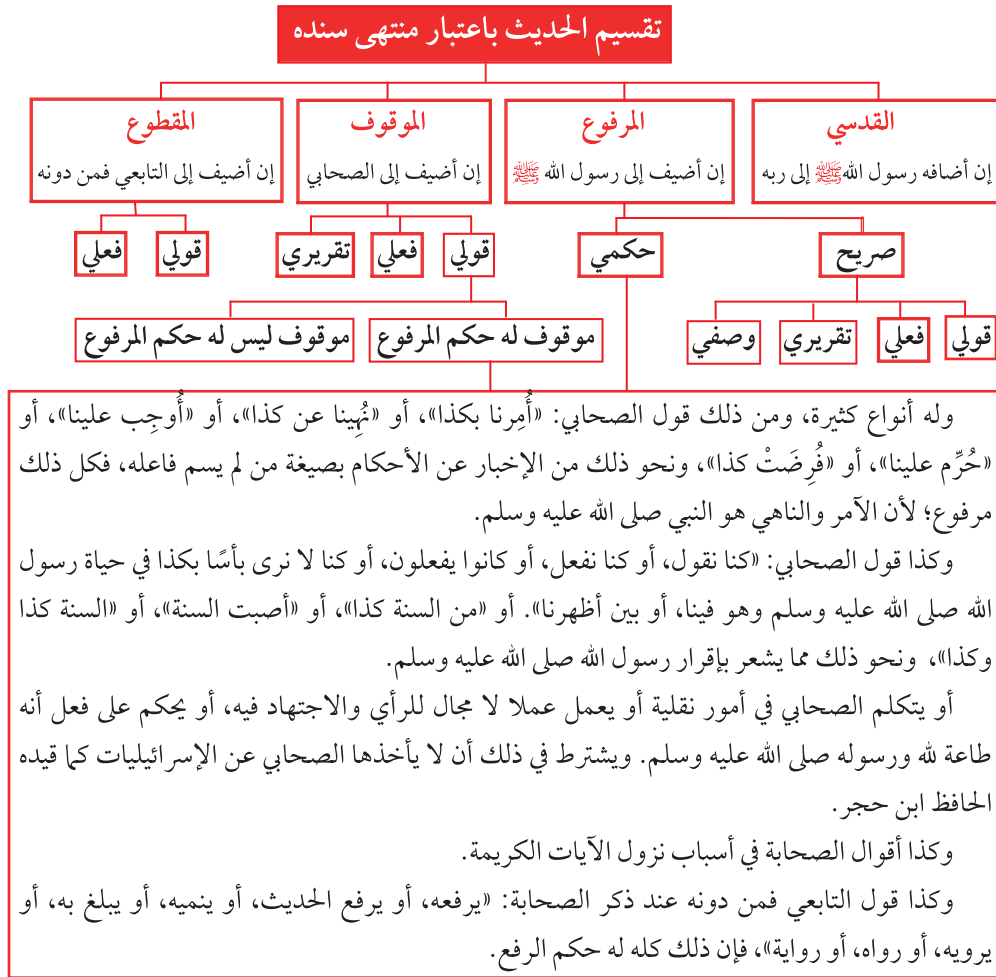 تقسيم الحديث باعتبار منتهى سنده
القدسي
إن أضافه رسول الله ﷺ إلى ربه
المرفوع
إن أضيف إلى رسول الله ﷺ
الموقوف
إن أضيف إلى الصحابي
المقطوع
إن أضيف إلى التابعي فمن دونه
صريح
حكمي
قولي
فعلي
تقريري
قولي
فعلي
قولي
فعلي
تقريري
وصفي
موقوف له حكم المرفوع
موقوف ليس له حكم المرفوع
وله أنواع كثيرة، ومن ذلك قول الصحابي: «أُمِرنا بكذا»، أو «نُهِينا عن كذا»، أو «أُوجِب علينا»، أو
«حُرِّم علينا»، أو «فُرِضَتْ كذا»، ونحو ذلك من الإخبار عن الأحكام بصيغة من لم يسم فاعله، فكل ذلك
مرفوع؛ لأن الآمر والناهي هو النبي صلى الله عليه وسلم.
وكذا قول الصحابي: «كنا نقول، أو كنا نفعل، أو كانوا يفعلون، أو كنا لا نرى بأسًا بكذا في حياة رسول
الله صلى الله عليه وسلم وهو فينا، أو بين أظهرنا». أو «من السنة كذا»، أو «أصبت السنة»، أو «السنة كذا
وكذا»، ونحو ذلك مما يشعر بإقرار رسول الله صلى الله عليه وسلم.
أو يتكلم الصحابي في أمور نقلية أو يعمل عملا لا مجال للرأي والاجتهاد فيه، أو يحكم على فعل أنه
طاعة لله ورسوله صلى الله عليه وسلم. ويشترط في ذلك أن لا يأخذها الصحابي عن الإسرائيليات كما قيده
الحافظ ابن حجر.
وكذا أقوال الصحابة في أسباب نزول الآيات الكريمة.
وكذا قول التابعي فمن دونه عند ذكر الصحابة: «يرفعه، أو يرفع الحديث، أو ينميه، أو يبلغ به، أو
يرويه، أو رواه، أو رواية»، فإن ذلك كله له حكم الرفع.